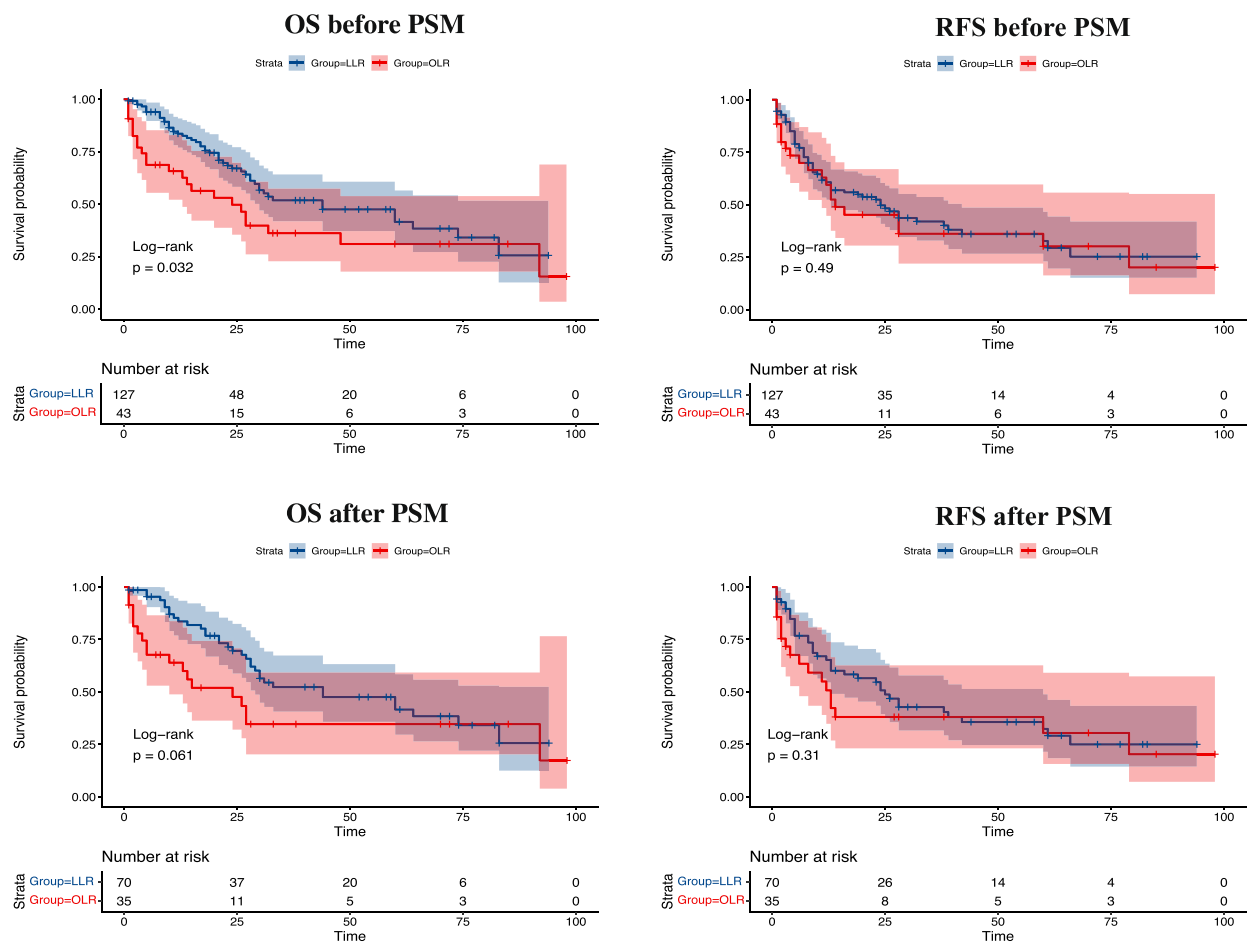 OS before PSM
Strata Group=LLR Group=OLR
Survival probability
1.00
0.75
0.50
0.25
0.00
Log−rank
p = 0.032
0 25 50 75 100
Time
Number at risk
Strata
Group=LLR 127 48 20 6 0
Group=OLR 43 15 6 3 0
0 25 50 75 100
Time
RFS before PSM
Strata Group=LLR Group=OLR
Survival probability
1.00
0.75
0.50
0.25
0.00
Log−rank
p = 0.49
0 25 50 75 100
Time
Number at risk
Strata
Group=LLR 127 35 14 4 0
Group=OLR 43 11 6 3 0
0 25 50 75 100
Time
OS after PSM
Strata Group=LLR Group=OLR
Survival probability
1.00
0.75
0.50
0.25
0.00
Log−rank
p = 0.061
0 25 50 75 100
Time
Number at risk
Strata
Group=LLR 70 37 20 6 0
Group=OLR 35 11 5 3 0
0 25 50 75 100
Time
RFS after PSM
Strata Group=LLR Group=OLR
Survival probability
1.00
0.75
0.50
0.25
0.00
Log−rank
p = 0.31
0 25 50 75 100
Time
Number at risk
Strata
Group=LLR 70 26 14 4 0
Group=OLR 35 8 5 3 0
0 25 50 75 100
Time